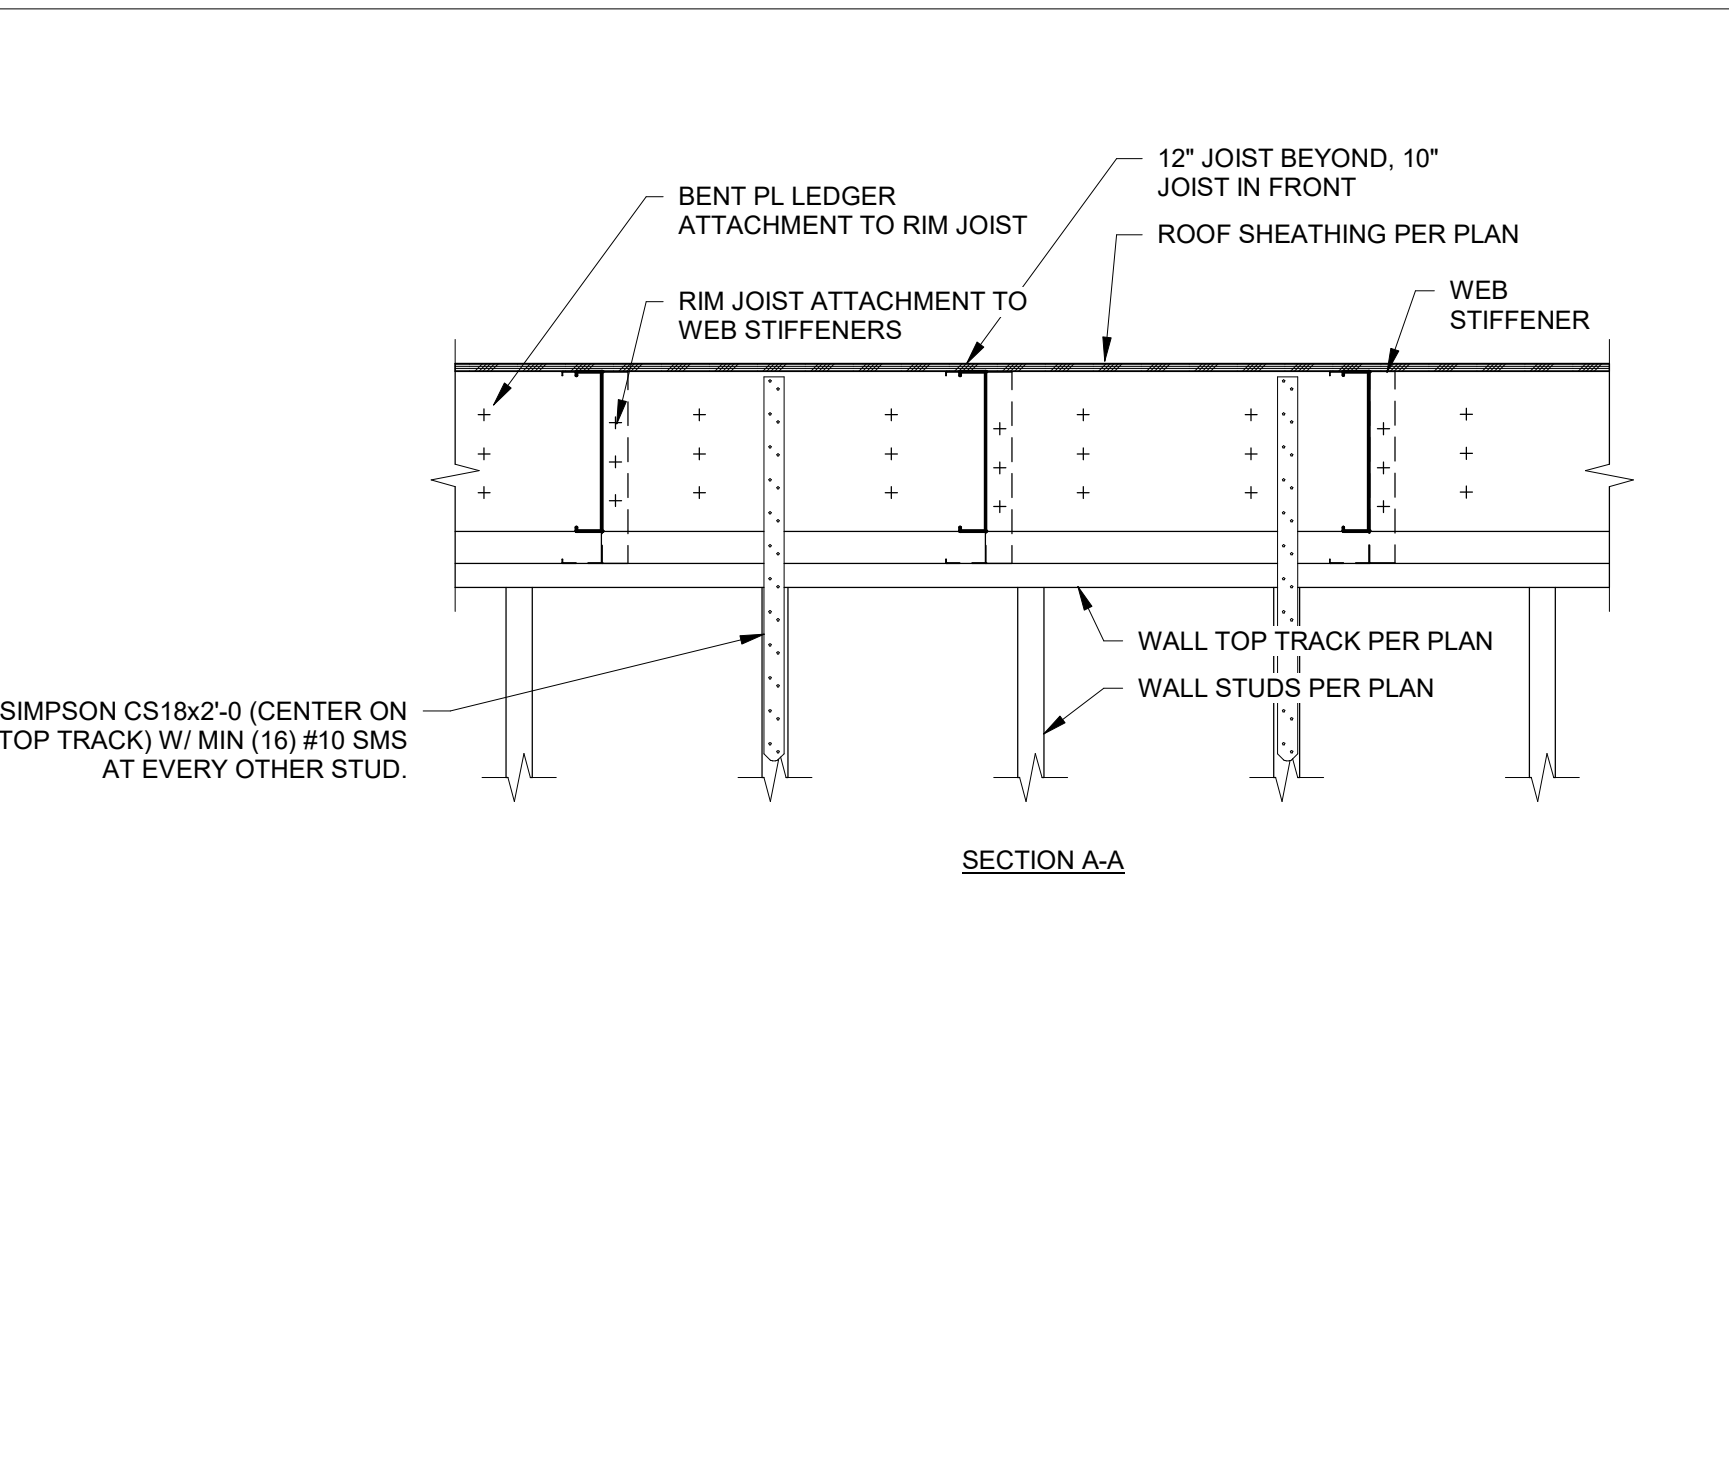 12" JOIST BEYOND, 10"
JOIST IN FRONT
BENT PL LEDGER
ATTACHMENT TO RIM JOIST
ROOF SHEATHING PER PLAN
RIM JOIST ATTACHMENT TO
WEB STIFFENERS
WEB
STIFFENER
WALL TOP TRACK PER PLAN
WALL STUDS PER PLAN
SIMPSON CS18x2'-0 (CENTER ON
TOP TRACK) W/ MIN (16) #10 SMS
AT EVERY OTHER STUD.
SECTION A-A